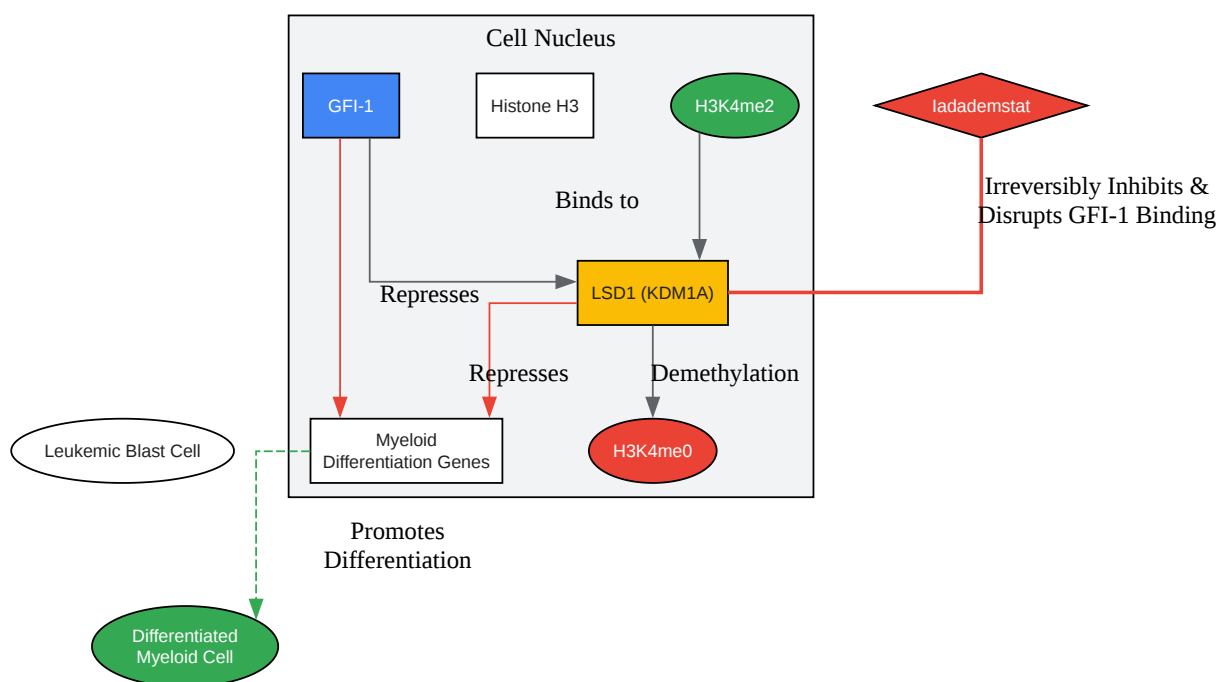 Cell Nucleus
GFI-1
Histone H3
H3K4me2
Iadademstat
Irreversibly Inhibits &
Disrupts GFI-1 Binding
Binds to
LSD1 (KDM1A)
Represses
Represses
Demethylation
Leukemic Blast Cell
Myeloid
Differentiation Genes
H3K4me0
Promotes
Differentiation
Differentiated
Myeloid Cell